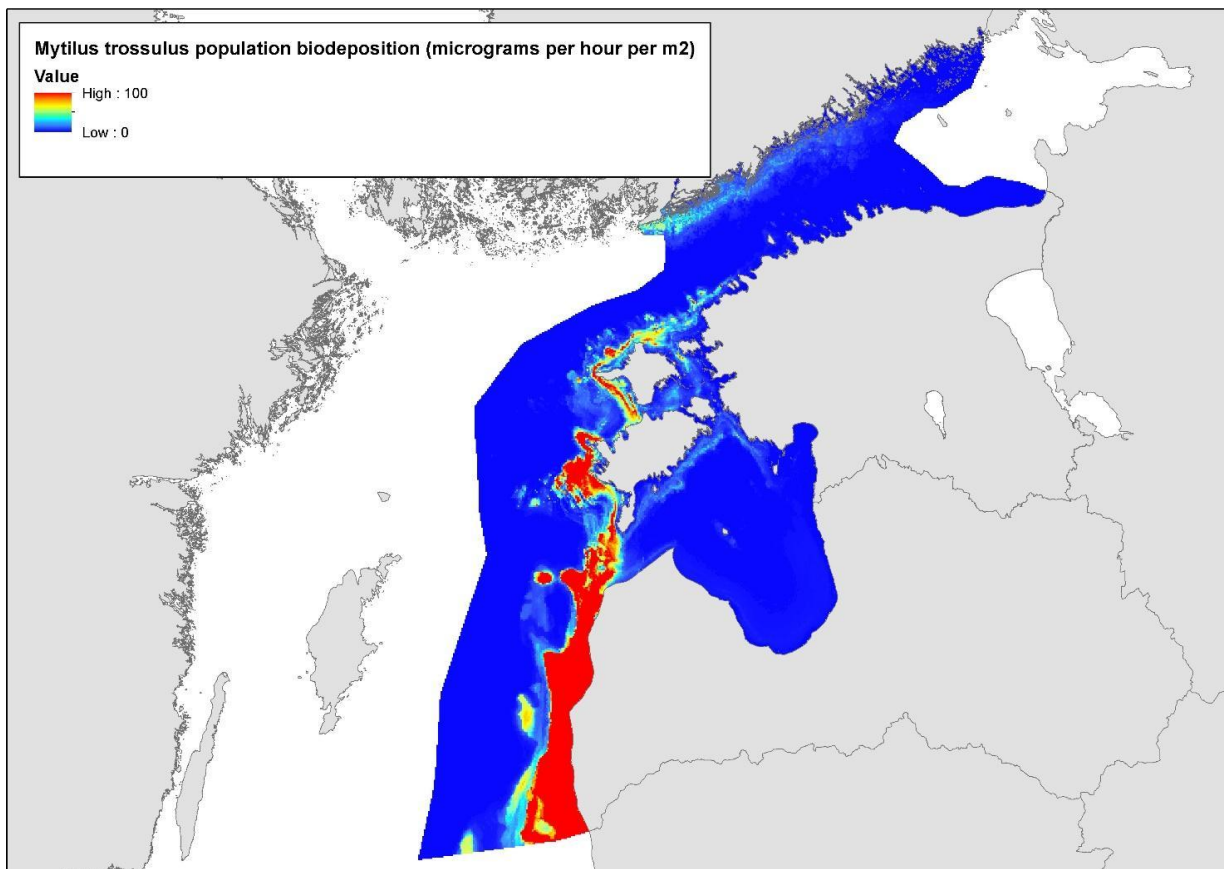 Mytilus trossulus population biodeposition (micrograms per hour per m2)
Value
High : 100
Low : 0